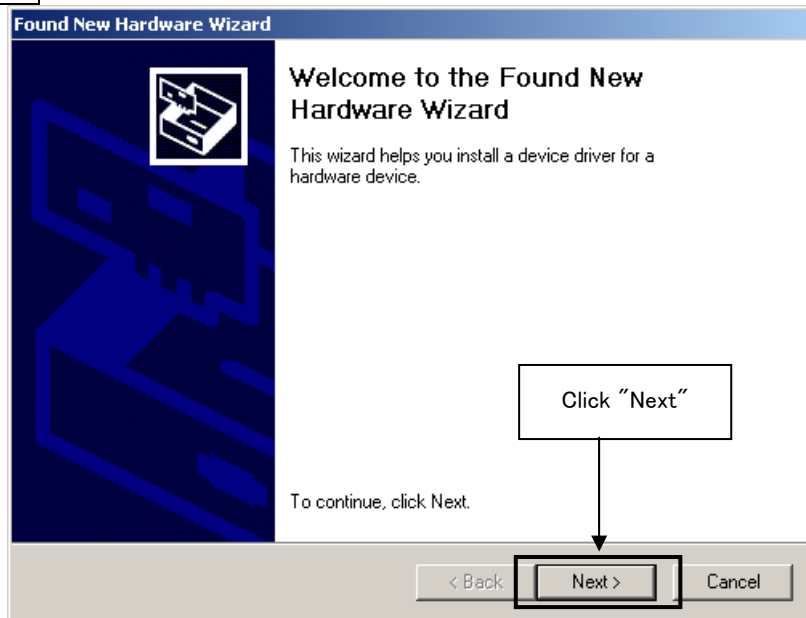 Found New Hardware Wizard
Welcome to the Found New
Hardware Wizard
This wizard helps you install a device driver for a
hardware device.
Click "Next"
To continue, click Next.
< Back
Next >
Cancel